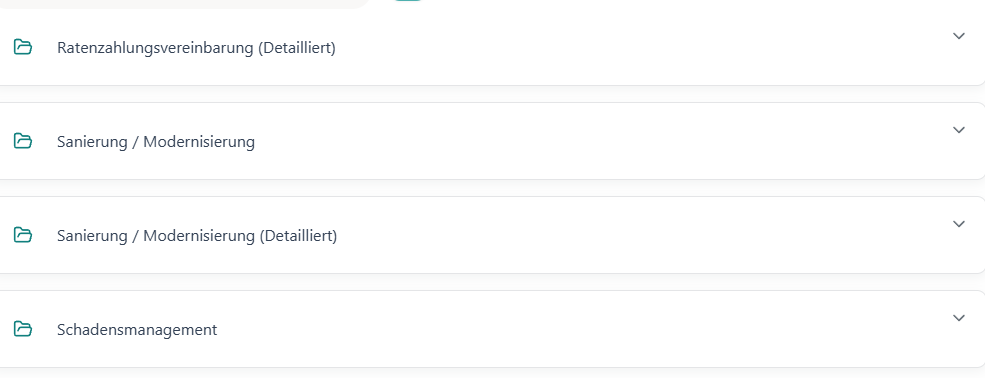 Ratenzahlungsvereinbarung (Detailliert)
Sanierung / Modernisierung
Sanierung / Modernisierung (Detailliert)
Schadensmanagement